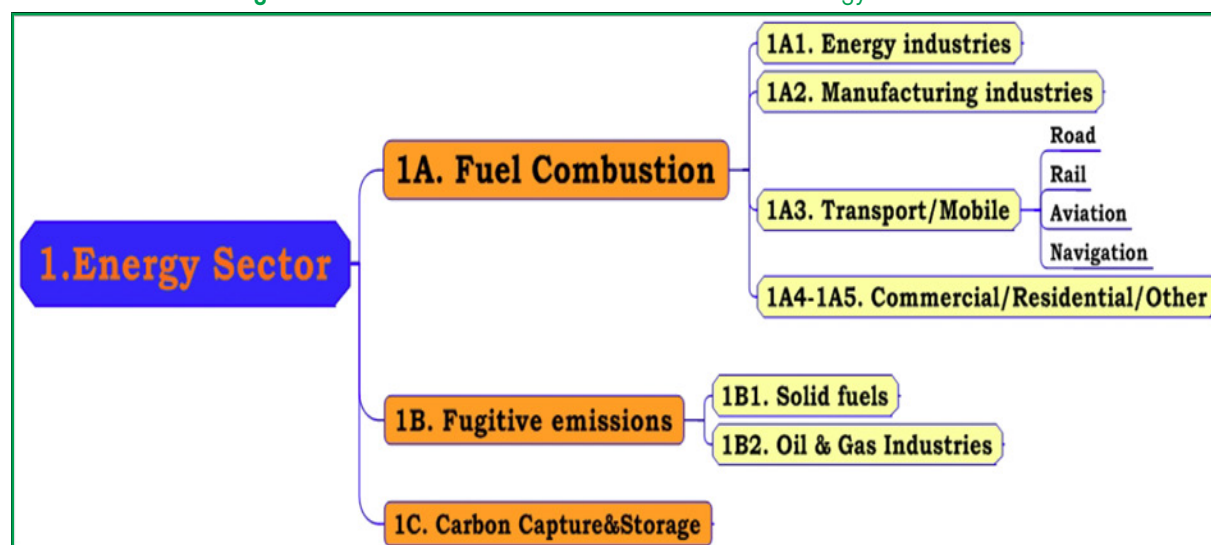 1A1. Energy industries
1A2. Manufacturing industries
Road
1A. Fuel Combustion
Rail
1A3. Transport/Mobile
Aviation
1.Energy Sector
Navigation
1A4-1A5. Commercial/Residential/Other
1B1. Solid fuels
1B. Fugitive emissions
1B2. Oil & Gas Industries
1C. Carbon Capture&Storage